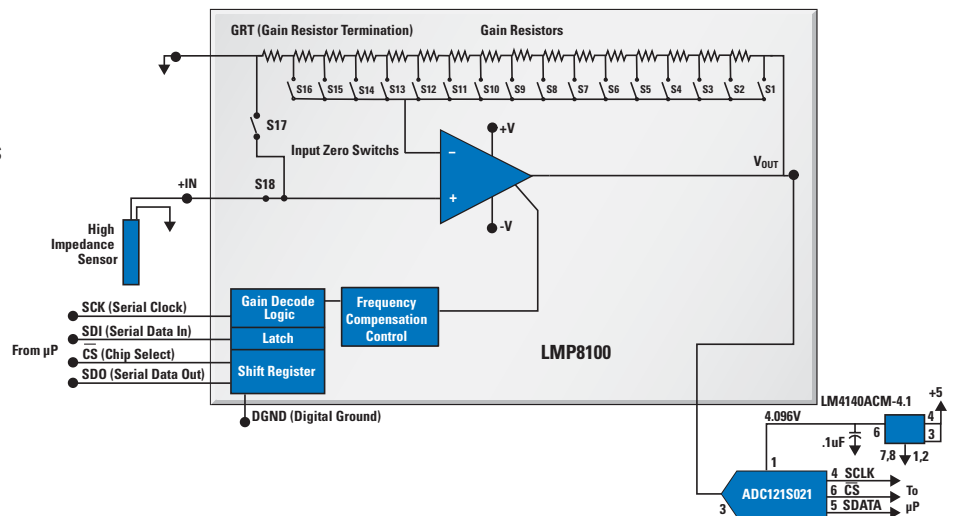 GRT (Gain Resistor Termination) Gain Resistors
S16 S15 S14 S13 S12 S11 S10 S9 S8 S7 S6 S5 S4 S3 S2 S1
S17
Input Zero Switchs
+V
–
+
-V
VOUT
+IN
S18
High
Impedance
Sensor
s
SCK (Serial Clock)
SDI (Serial Data In)
From µP
CS (Chip Select)
SDO (Serial Data Out)
Gain Decode
Logic
Latch
Shift Register
Frequency
Compensation
Control
LMP8100
DGND (Digital Ground)
LM4140ACM-4.1
+5
4.096V
.1uF
6
4
3
7,8
1,2
1
ADC121S021
3
4 SCLK
6 CS
5 SDATA
To
µP